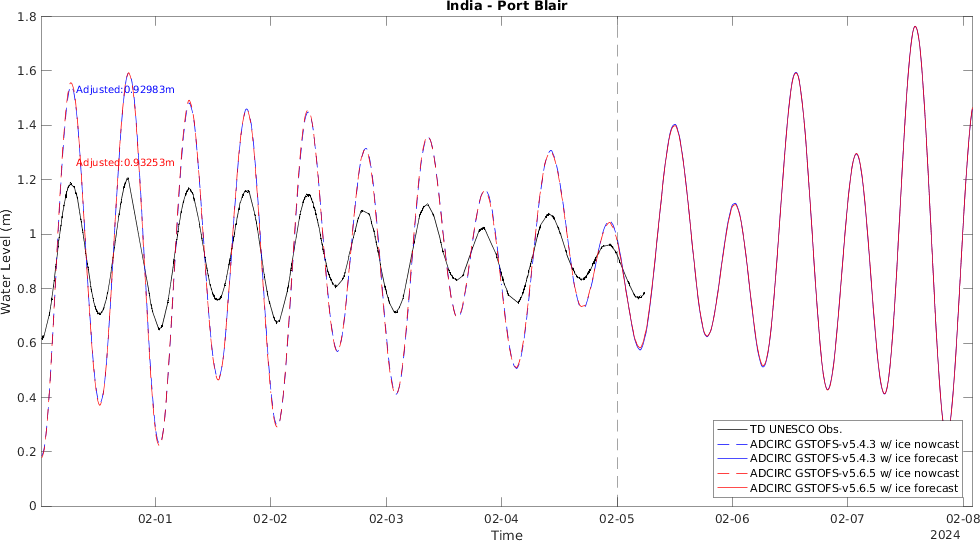 India - Port Blair
Water Level (m)
1.8
1.6
1.4
1.2
1
0.8
0.6
0.4
0.2
0
Adjusted:0.92983m
Adjusted:0.93253m
TD UNESCO Obs.
ADCIRC GSTOFS-v5.4.3 w/ ice nowcast
ADCIRC GSTOFS-v5.4.3 w/ ice forecast
ADCIRC GSTOFS-v5.6.5 w/ ice nowcast
ADCIRC GSTOFS-v5.6.5 w/ ice forecast
02-01 02-02 02-03 02-04 02-05 02-06 02-07 02-08
Time
2024